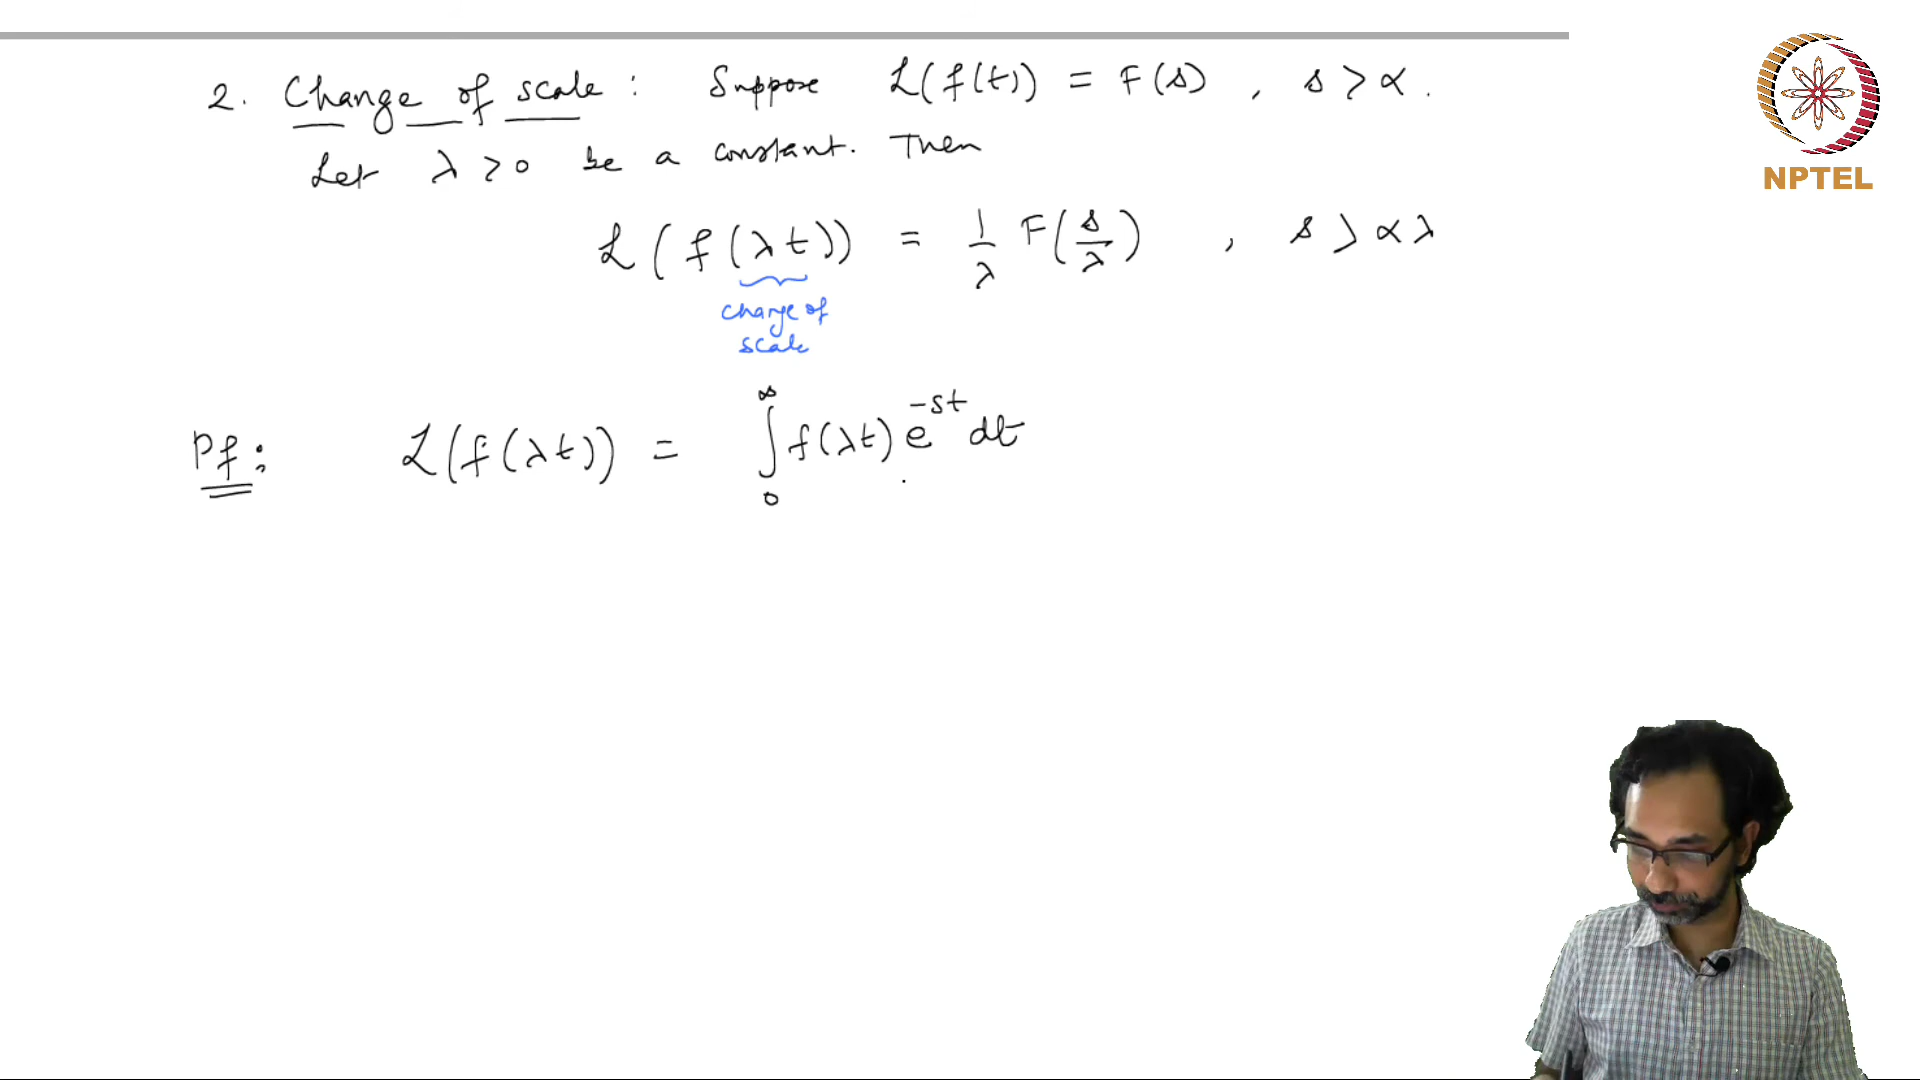 2. Change of scale : Suppose ℒ(f(t)) = F(s) , s > α .
NPTEL
Let λ > 0 be a constant. Then
ℒ(f(λt)) = 1/λ F(s/λ) , s > αλ
change of
scale
Pf: ℒ(f(λt)) = ∫₀^∞ f(λt) e^{-st} dt